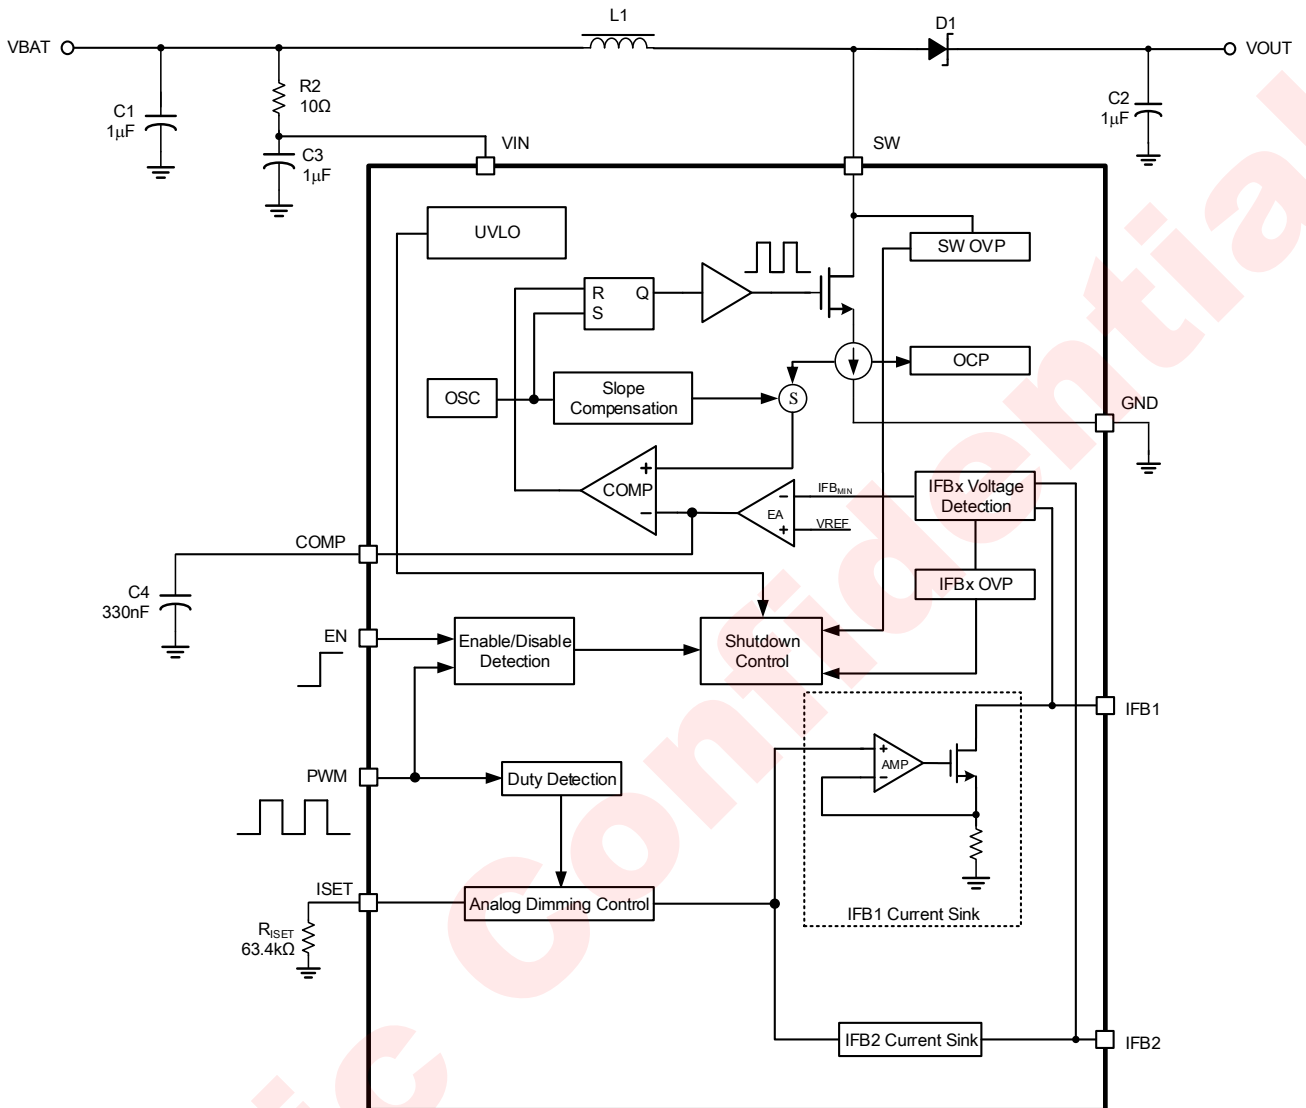 L1
D1
VBAT
VOUT
R2
10Ω
C1
1µF
C2
1µF
VIN
SW
C3
1µF
UVLO
SW OVP
R
Q
S
OCP
OSC
Slope
Compensation
S
GND
+
COMP
−
IFBMIN
−
EA
+
VREF
IFBx Voltage
Detection
COMP
IFBx OVP
C4
330nF
EN
Enable/Disable
Detection
Shutdown
Control
IFB1
+
AMP
−
PWM
Duty Detection
ISET
Analog Dimming Control
IFB1 Current Sink
RISET
63.4kΩ
IFB2 Current Sink
IFB2
c Confidential